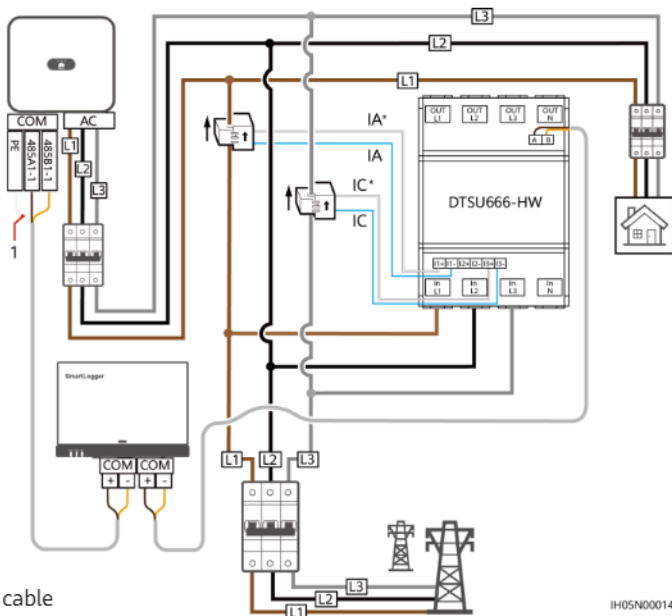 L3
L2
L1
COM
AC
PE
485A1-1
485B1-1
L1
L2
L3
1
IA*
IA
IC*
IC
OUT L1
OUT L2
OUT L3
OUT N
A B
DTSU666-HW
I1+ I1- I2+ I2- I3+ I3-
In L1
In L2
In L3
In N
SmartLogger
COM COM
+ - + -
L1
L2
L3
L3
L2
L1
cable
IH05N00014